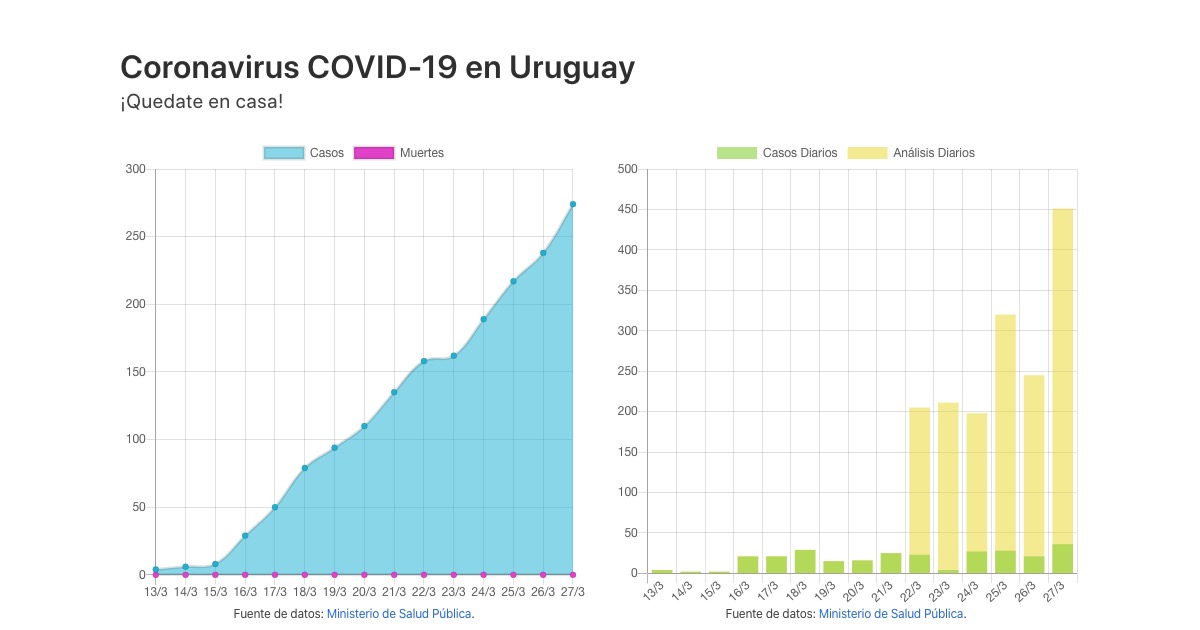 Coronavirus COVID-19 en Uruguay
¡Quedate en casa!
Casos Muertes
300
250
200
150
100
50
0
13/3 14/3 15/3 16/3 17/3 18/3 19/3 20/3 21/3 22/3 23/3 24/3 25/3 26/3 27/3
Fuente de datos: Ministerio de Salud Pública.
Casos Diarios Análisis Diarios
500
450
400
350
300
250
200
150
100
50
0
13/3 14/3 15/3 16/3 17/3 18/3 19/3 20/3 21/3 22/3 23/3 24/3 25/3 26/3 27/3
Fuente de datos: Ministerio de Salud Pública.